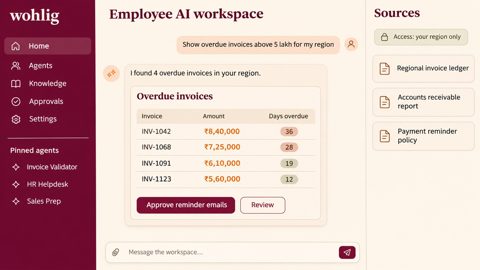 wohlig
Home
Agents
Knowledge
Approvals
Settings
Pinned agents
Invoice Validator
HR Helpdesk
Sales Prep
Employee AI workspace
Show overdue invoices above 5 lakh for my region
I found 4 overdue invoices in your region.
Overdue invoices
Invoice Amount Days overdue
INV-1042 ₹8,40,000 36
INV-1068 ₹7,25,000 28
INV-1091 ₹6,10,000 19
INV-1123 ₹5,60,000 12
Approve reminder emails Review
Message the workspace...
Sources
Access: your region only
Regional invoice ledger
Accounts receivable
report
Payment reminder
policy